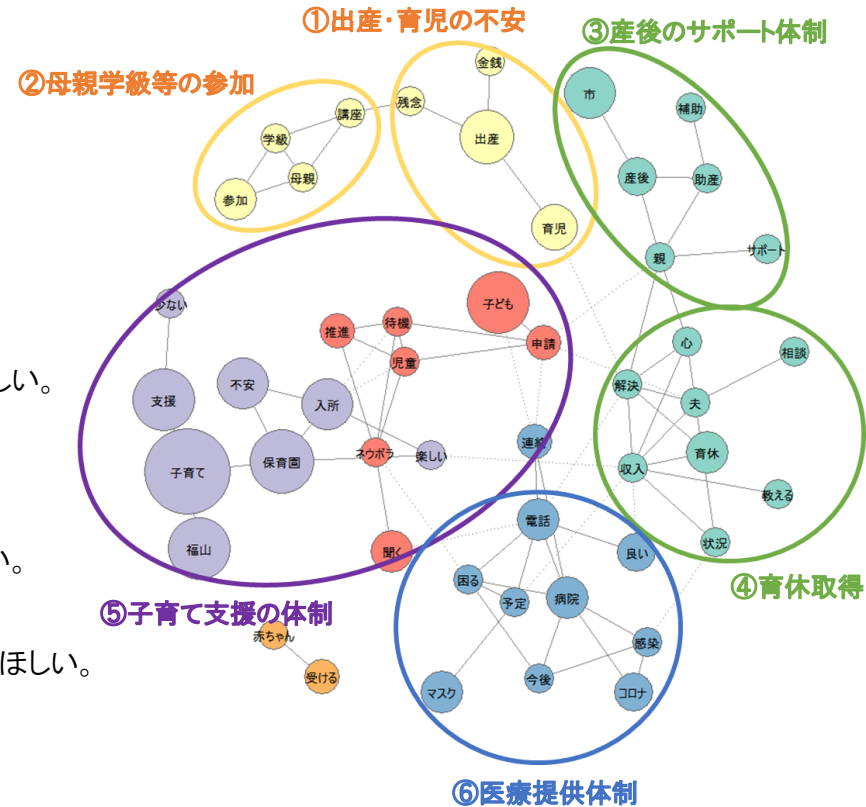 ①出産・育児の不安
③産後のサポート体制
②母親学級等の参加
金銭
残念
講座
市
補助
学級
出産
母親
産後
助産
参加
育児
親
サポート
少ない
子ども
推進
待機
申請
児童
心
相談
しい。
支援
不安
入所
解決
夫
ネウボラ
楽しい
連絡
育休
子育て
保育園
収入
教える
福山
聞く
電話
良い
状況
い。
困る
予定
病院
④育休取得
⑤子育て支援の体制
赤ちゃん
感染
ほしい。
受ける
マスク
今後
コロナ
⑥医療提供体制